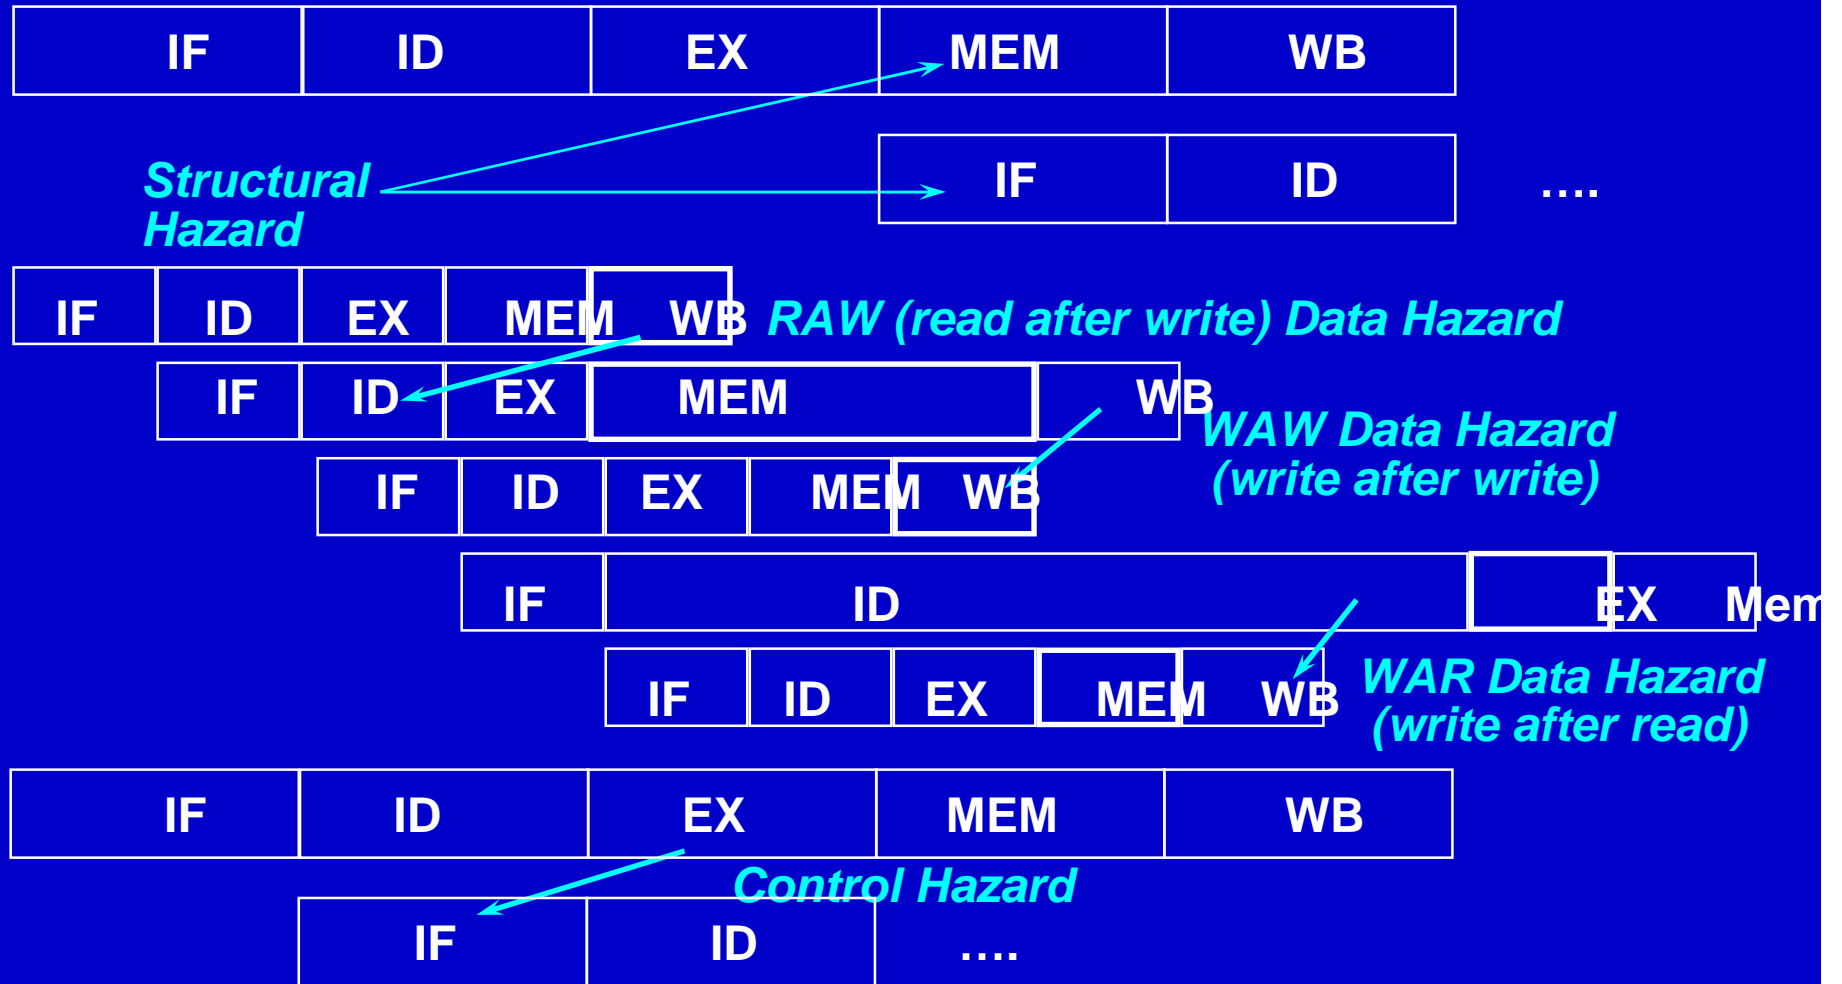 IF ID EX MEM WB
IF ID ....
Structural
Hazard
IF ID EX MEM WB RAW (read after write) Data Hazard
IF ID EX MEM WB
WAW Data Hazard
(write after write)
IF ID EX MEM WB
IF ID EX Mem
IF ID EX MEM WB
WAR Data Hazard
(write after read)
IF ID EX MEM WB
Control Hazard
IF ID ....